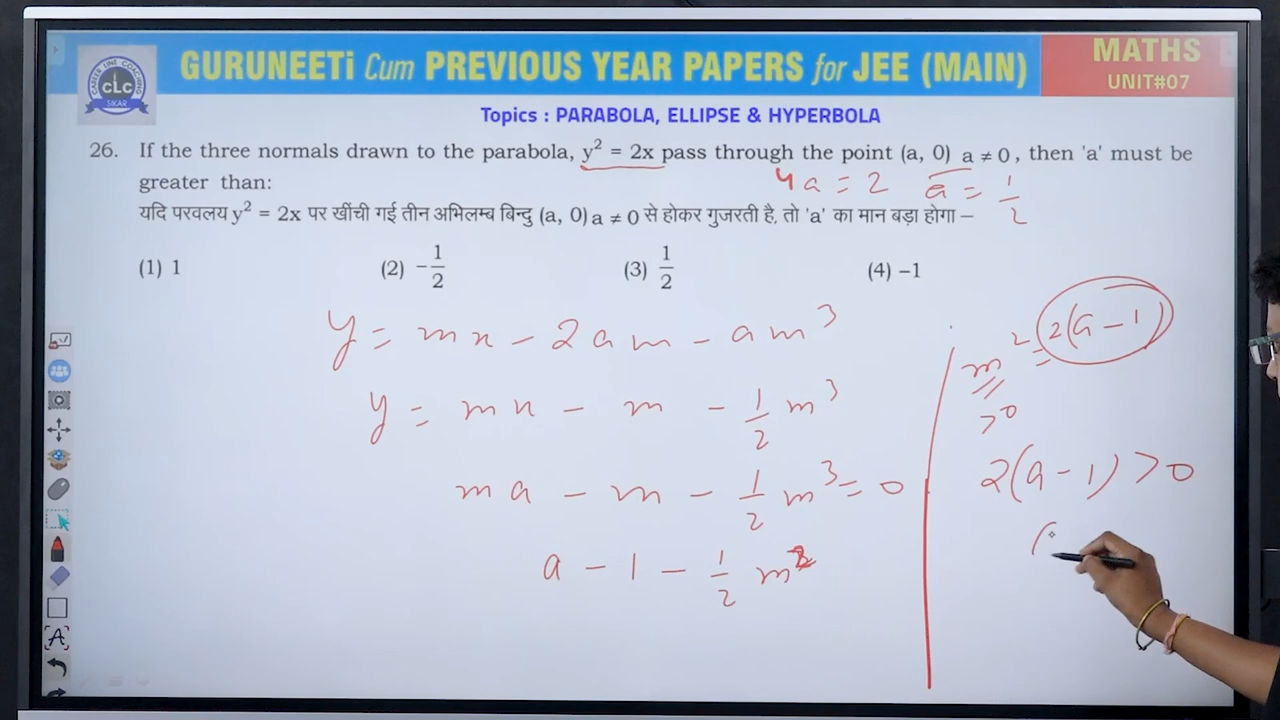 GURUNEETi Cum PREVIOUS YEAR PAPERS for JEE (MAIN)
MATHS
UNIT#07
CAREER LINE COACHING
CLC
SIKAR
Topics : PARABOLA, ELLIPSE & HYPERBOLA
26. If the three normals drawn to the parabola, y² = 2x pass through the point (a, 0) a ≠ 0, then 'a' must be
greater than:
4a = 2 a = 1/2
यदि परवलय y² = 2x पर खींची गई तीन अभिलम्ब बिन्दु (a, 0) a ≠ 0 से होकर गुजरती है, तो 'a' का मान बड़ा होगा –
(1) 1 (2) -1/2 (3) 1/2 (4) –1
y = mx - 2am - am³
y = mx - m - 1/2 m³
ma - m - 1/2 m³ = 0
a - 1 - 1/2 m²
m² = 2(a - 1)
>0
2(a - 1) > 0
(
A